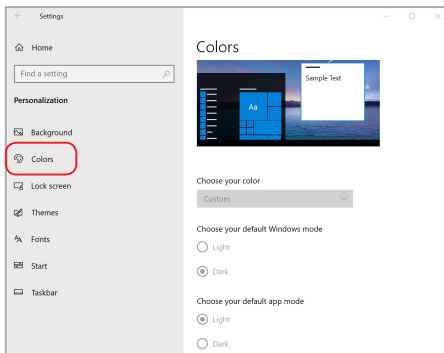 Settings
Home
Find a setting
Personalization
Background
Colors
Lock screen
Themes
Fonts
Start
Taskbar
Colors
Sample Text
Aa
Choose your color
Custom
Choose your default Windows mode
Light
Dark
Choose your default app mode
Light
Dark